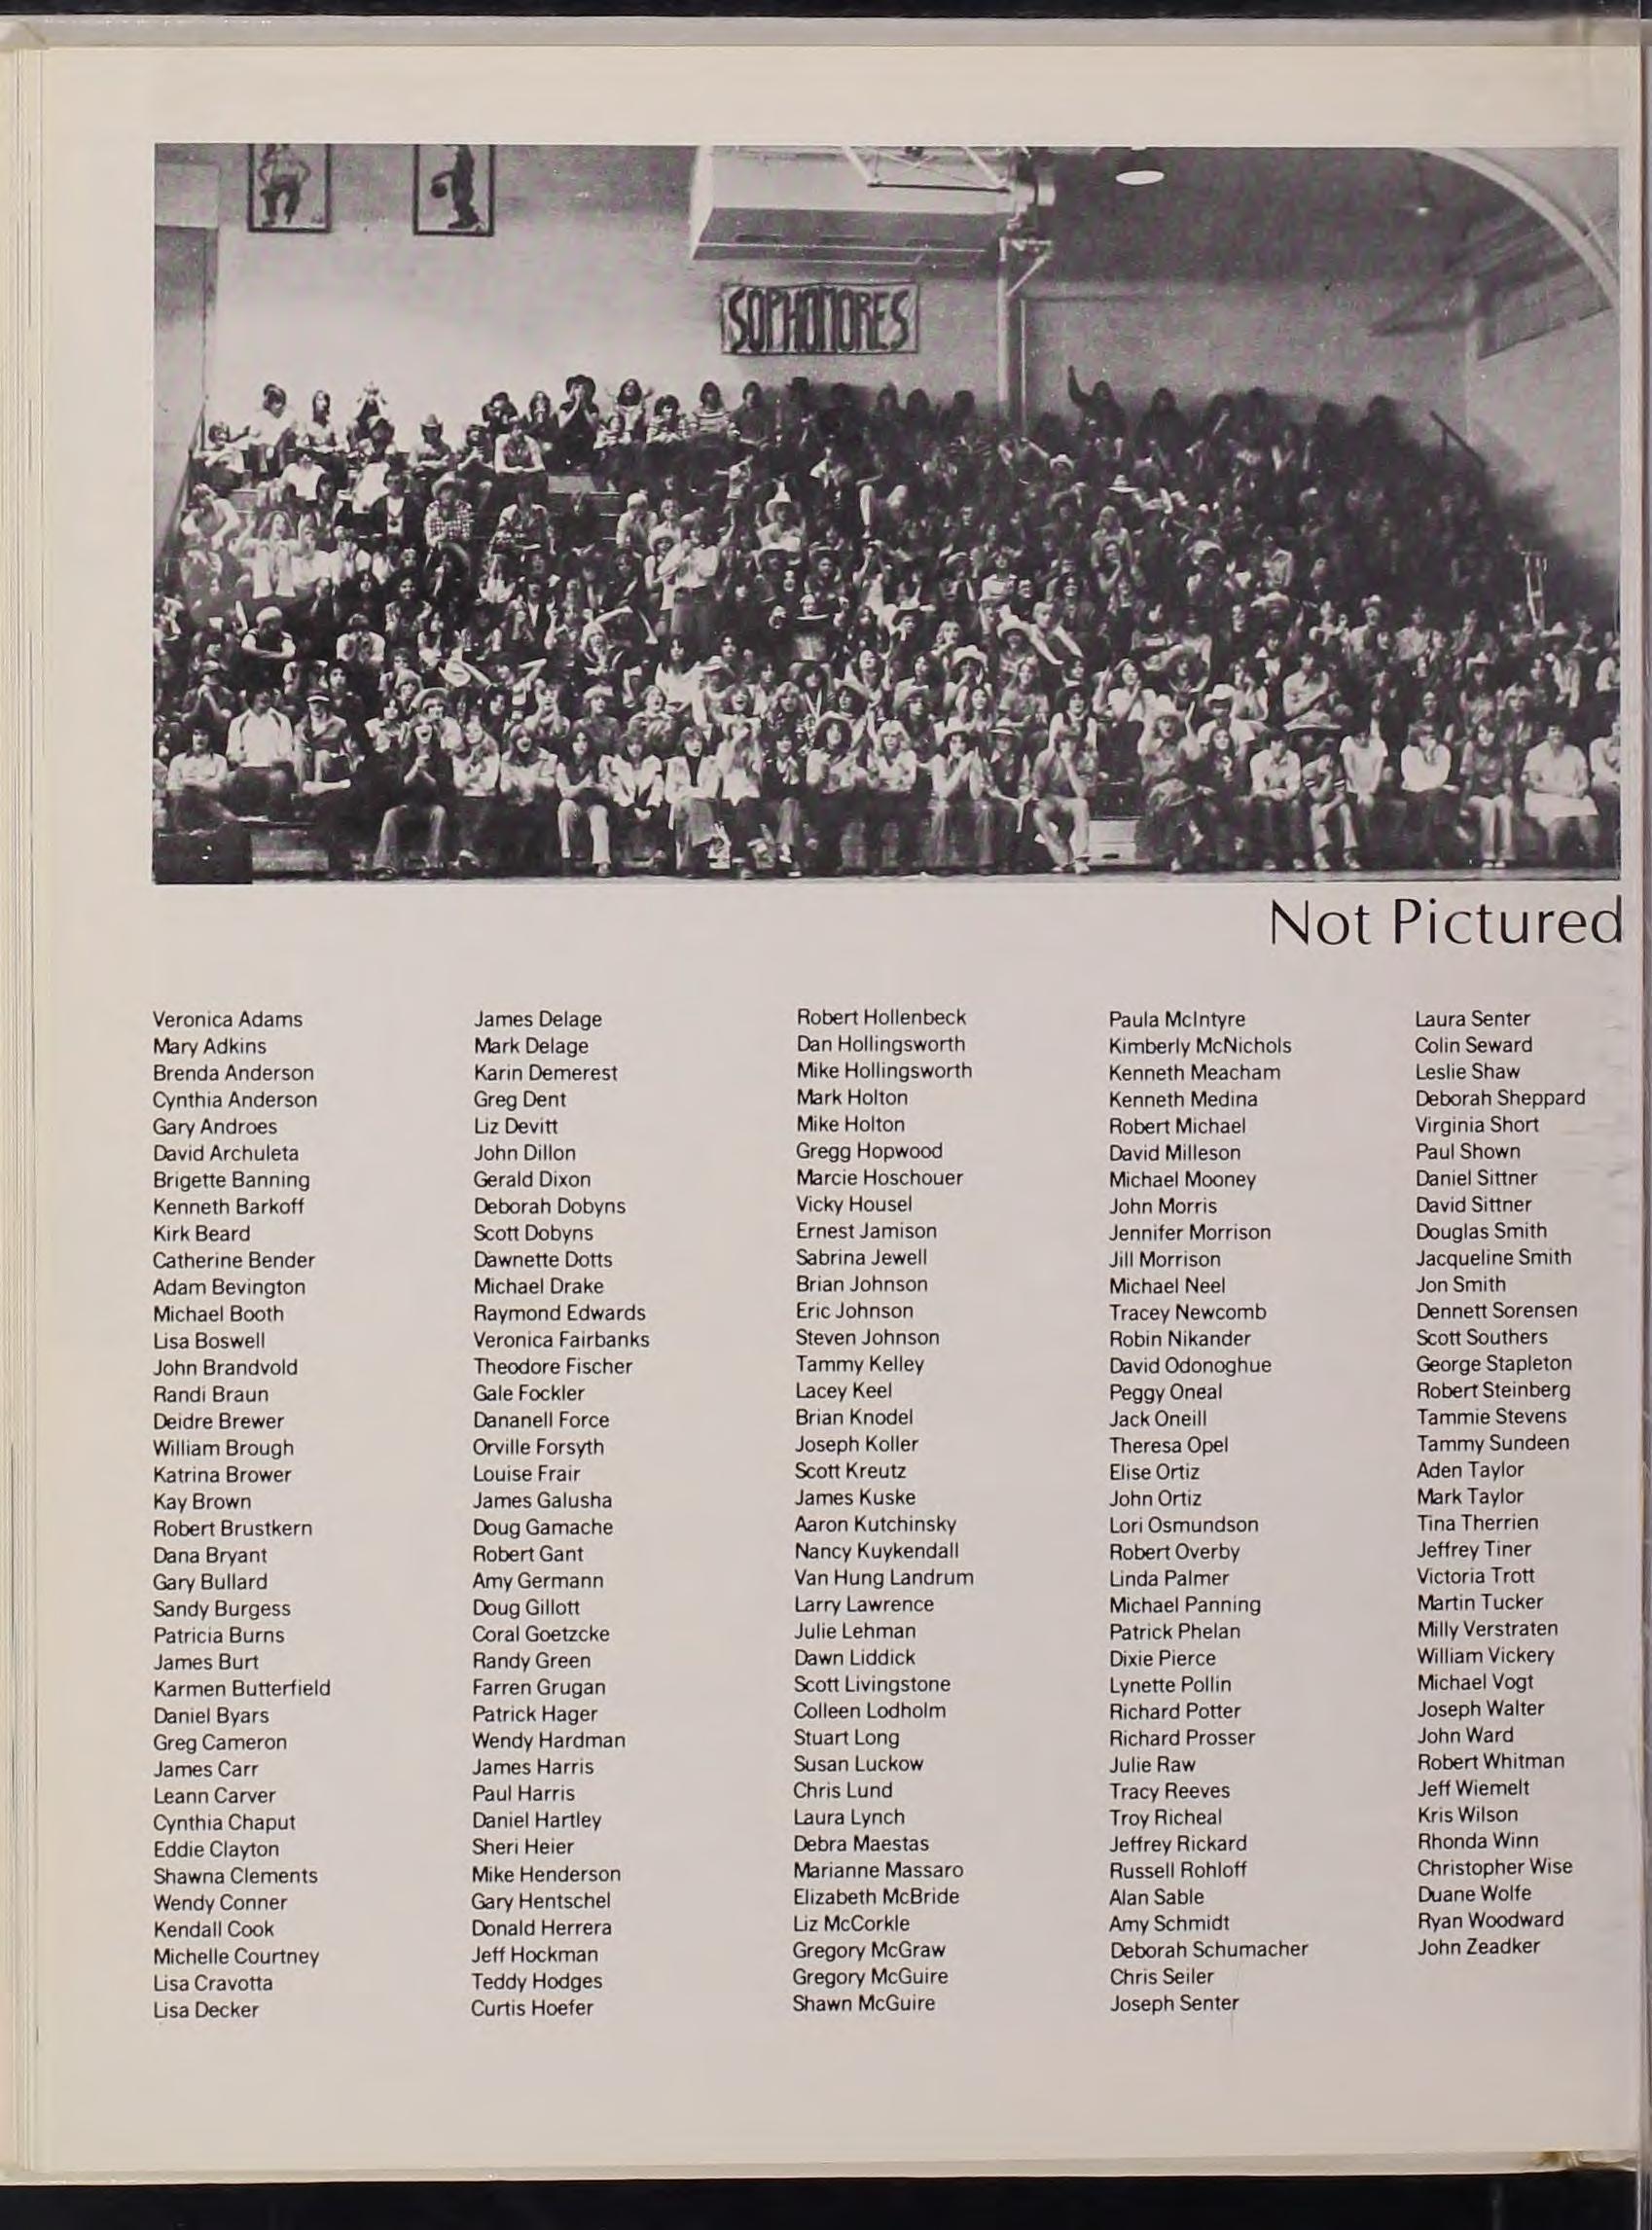 SOPHOMORES
Not Pictured
Veronica Adams
Mary Adkins
Brenda Anderson
Cynthia Anderson
Gary Androes
David Archuleta
Brigette Banning
Kenneth Barkoff
Kirk Beard
Catherine Bender
Adam Bevington
Michael Booth
Lisa Boswell
John Brandvold
Randi Braun
Deidre Brewer
William Brough
Katrina Brower
Kay Brown
Robert Brustkern
Dana Bryant
Gary Bullard
Sandy Burgess
Patricia Burns
James Burt
Karmen Butterfield
Daniel Byars
Greg Cameron
James Carr
Leann Carver
Cynthia Chaput
Eddie Clayton
Shawna Clements
Wendy Conner
Kendall Cook
Michelle Courtney
Lisa Cravotta
Lisa Decker
James Delage
Mark Delage
Karin Demerest
Greg Dent
Liz Devitt
John Dillon
Gerald Dixon
Deborah Dobyns
Scott Dobyns
Dawnette Dotts
Michael Drake
Raymond Edwards
Veronica Fairbanks
Theodore Fischer
Gale Fockler
Dananell Force
Orville Forsyth
Louise Frair
James Galusha
Doug Gamache
Robert Gant
Amy Germann
Doug Gillott
Coral Goetzcke
Randy Green
Farren Grugan
Patrick Hager
Wendy Hardman
James Harris
Paul Harris
Daniel Hartley
Sheri Heier
Mike Henderson
Gary Hentschel
Donald Herrera
Jeff Hockman
Teddy Hodges
Curtis Hoefer
Robert Hollenbeck
Dan Hollingsworth
Mike Hollingsworth
Mark Holton
Mike Holton
Gregg Hopwood
Marcie Hoschouer
Vicky Housel
Ernest Jamison
Sabrina Jewell
Brian Johnson
Eric Johnson
Steven Johnson
Tammy Kelley
Lacey Keel
Brian Knodel
Joseph Koller
Scott Kreutz
James Kuske
Aaron Kutchinsky
Nancy Kuykendall
Van Hung Landrum
Larry Lawrence
Julie Lehman
Dawn Liddick
Scott Livingstone
Colleen Lodholm
Stuart Long
Susan Luckow
Chris Lund
Laura Lynch
Debra Maestas
Marianne Massaro
Elizabeth McBride
Liz McCorkle
Gregory McGraw
Gregory McGuire
Shawn McGuire
Paula McIntyre
Kimberly McNichols
Kenneth Meacham
Kenneth Medina
Robert Michael
David Milleson
Michael Mooney
John Morris
Jennifer Morrison
Jill Morrison
Michael Neel
Tracey Newcomb
Robin Nikander
David Odonoghue
Peggy Oneal
Jack Oneill
Theresa Opel
Elise Ortiz
John Ortiz
Lori Osmundson
Robert Overby
Linda Palmer
Michael Panning
Patrick Phelan
Dixie Pierce
Lynette Pollin
Richard Potter
Richard Prosser
Julie Raw
Tracy Reeves
Troy Richeal
Jeffrey Rickard
Russell Rohloff
Alan Sable
Amy Schmidt
Deborah Schumacher
Chris Seiler
Joseph Senter
Laura Senter
Colin Seward
Leslie Shaw
Deborah Sheppard
Virginia Short
Paul Shown
Daniel Sittner
David Sittner
Douglas Smith
Jacqueline Smith
Jon Smith
Dennett Sorensen
Scott Southers
George Stapleton
Robert Steinberg
Tammie Stevens
Tammy Sundeen
Aden Taylor
Mark Taylor
Tina Therrien
Jeffrey Tiner
Victoria Trott
Martin Tucker
Milly Verstraten
William Vickery
Michael Vogt
Joseph Walter
John Ward
Robert Whitman
Jeff Wiemelt
Kris Wilson
Rhonda Winn
Christopher Wise
Duane Wolfe
Ryan Woodward
John Zeadker